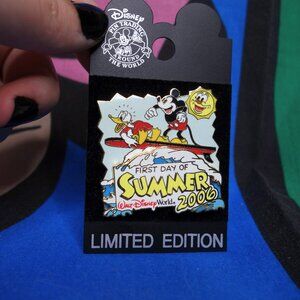 Disney
PIN TRADING
AROUND
THE WORLD
FIRST DAY OF
SUMMER
Walt Disney World
2006
LIMITED EDITION